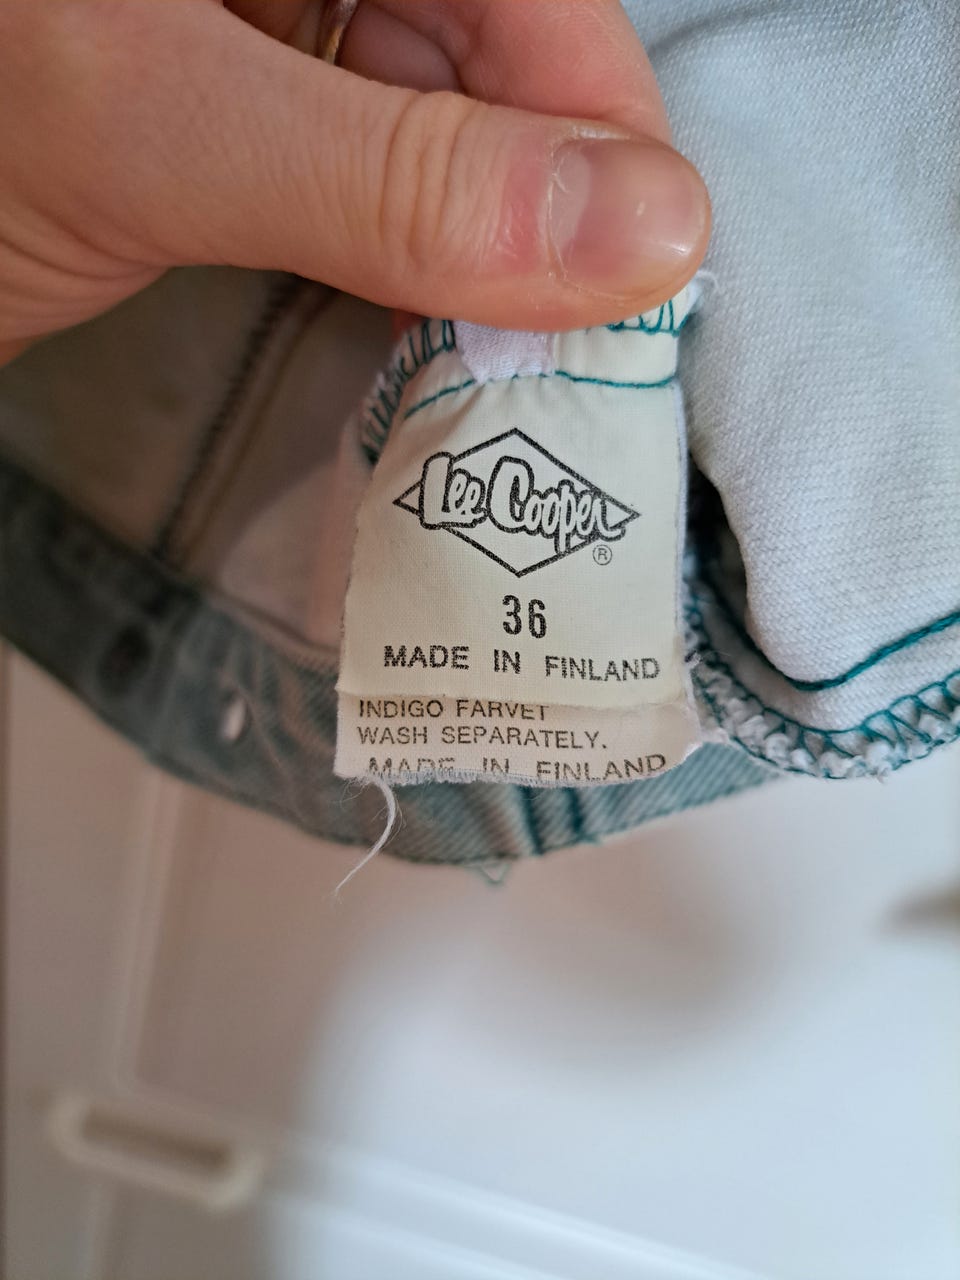 Lee Cooper
®
36
MADE IN FINLAND
INDIGO FARVET
WASH SEPARATELY.
MADE IN FINLAND